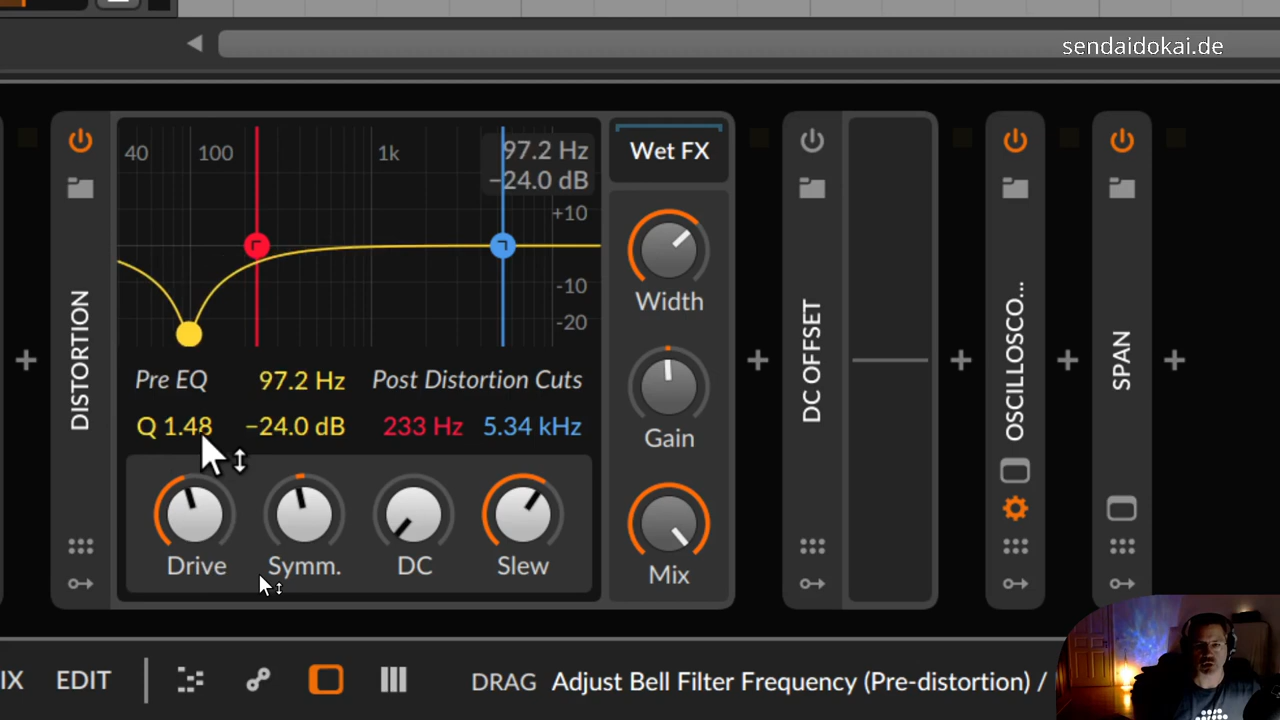 sendaidokai.de
40
100
1k
97.2 Hz
−24.0 dB
+10
-10
-20
Pre EQ
97.2 Hz
Post Distortion Cuts
Q 1.48
−24.0 dB
233 Hz
5.34 kHz
Drive
Symm.
DC
Slew
DISTORTION
Wet FX
Width
Gain
Mix
DC OFFSET
OSCILLOSCO...
SPAN
IX
EDIT
DRAG Adjust Bell Filter Frequency (Pre-distortion) /